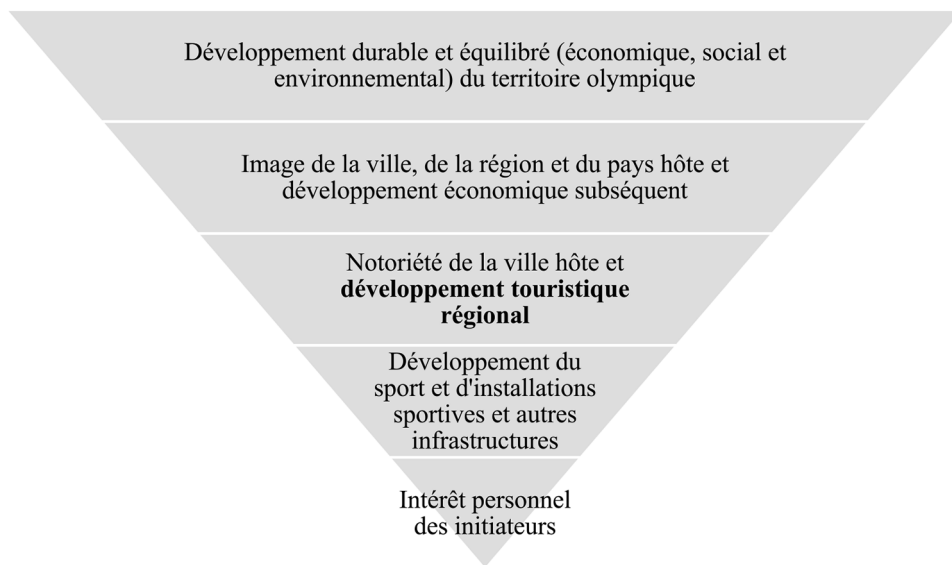 Développement durable et équilibré (économique, social et
environnemental) du territoire olympique
Image de la ville, de la région et du pays hôte et
développement économique subséquent
Notoriété de la ville hôte et
développement touristique
régional
Développement du
sport et d'installations
sportives et autres
infrastructures
Intérêt personnel
des initiateurs